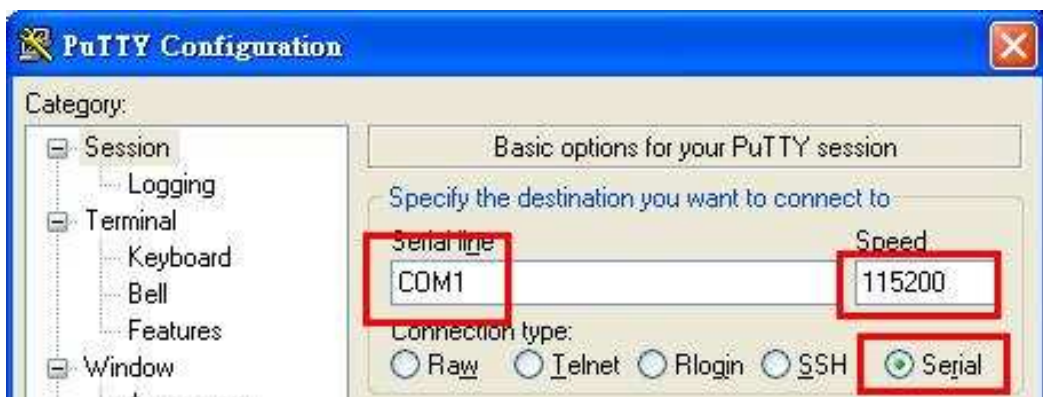 PuTTY Configuration
Category:
Session
Logging
Terminal
Keyboard
Bell
Features
Window
Basic options for your PuTTY session
Specify the destination you want to connect to
Serial line
Speed
COM1
115200
Connection type:
Raw
Telnet
Rlogin
SSH
Serial